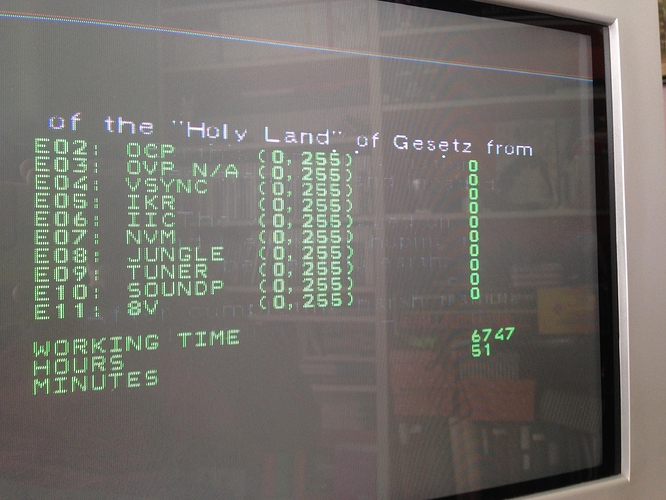 of the "Holy Land" of Gesetz from
E02: OCP (0, 255) 0
E03: OVP N/A (0, 255) 0
E04: VSYNC (0, 255) 0
E05: IKR (0, 255) 0
E06: IIC (0, 255) 0
E07: NVM (0, 255) 0
E08: JUNGLE (0, 255) 0
E09: TUNER (0, 255) 0
E10: SOUNDP (0, 255) 0
E11: 8V
WORKING TIME
HOURS 6747
MINUTES 51